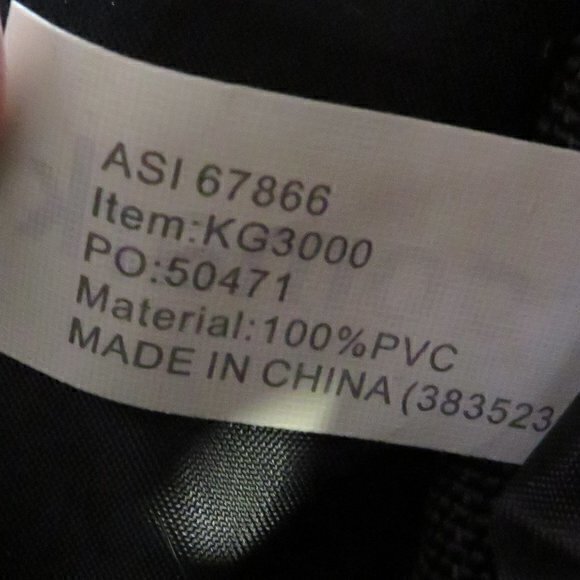 ASI 67866
Item:KG3000
PO:50471
Material:100%PVC
MADE IN CHINA (383523